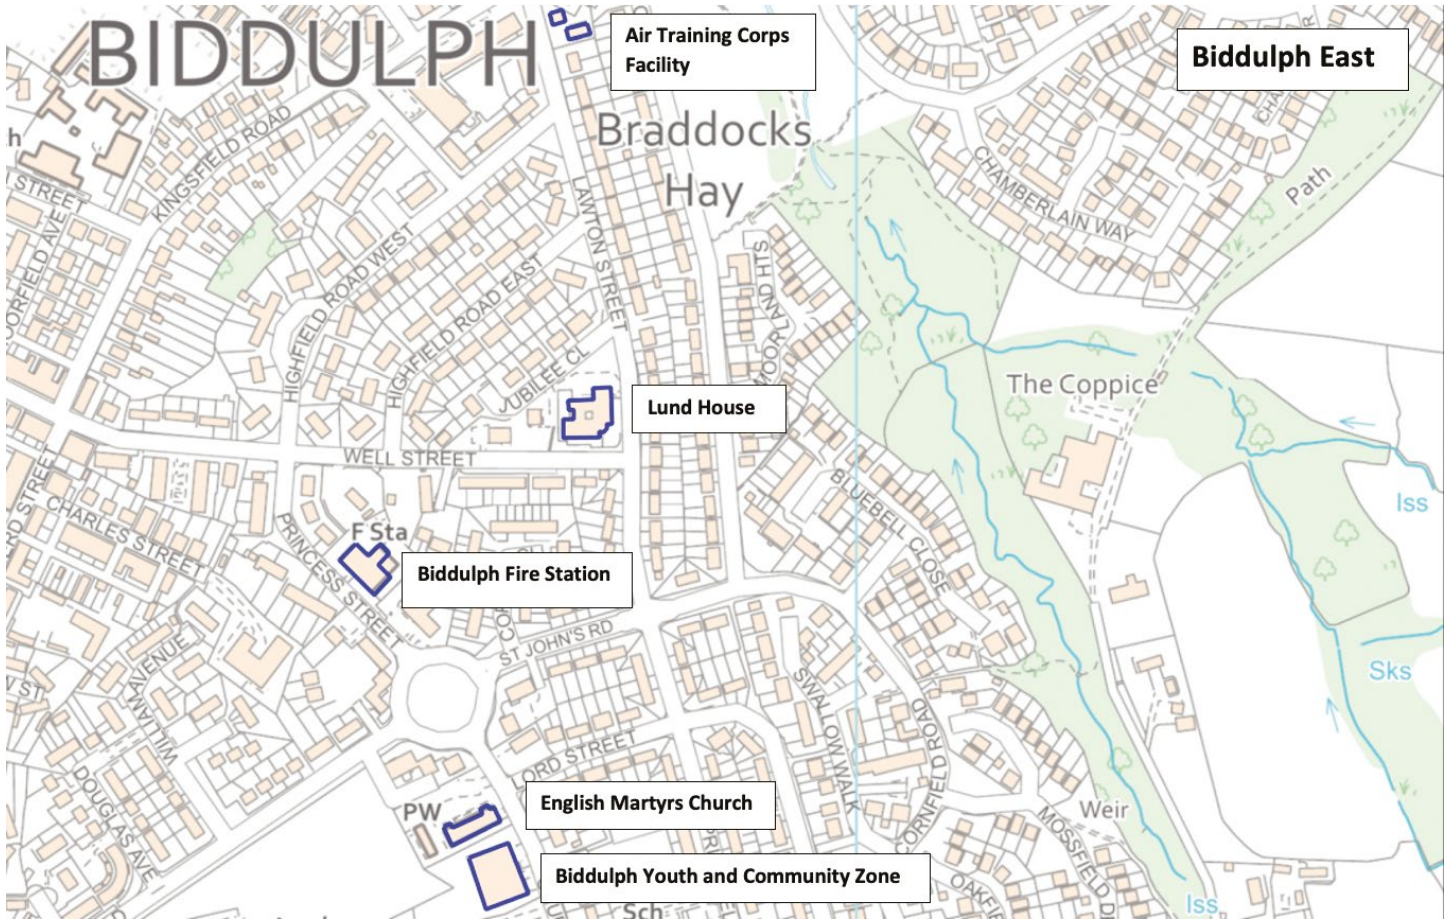 BIDDULPH
Air Training Corps
Facility
Biddulph East
Braddocks
Hay
KINGSFIELD ROAD
STREET
CHAMBERLAIN WAY
Path
LAWTON STREET
HIGHFIELD ROAD WEST
HIGHFIELD ROAD EAST
MOORLAND HTS
JUBILEE CL
Lund House
The Coppice
WELL STREET
BLUEBELL CLOSE
Iss
CHARLES STREET
F Sta
PRINCESS STREET
Biddulph Fire Station
ST JOHN'S RD
WILLIAM AVENUE
SWALLOW WALK
CORNFIELD ROAD
Sks
LORD STREET
DOUGLAS AVE
English Martyrs Church
PW
Weir
MOSSFIELD
Biddulph Youth and Community Zone
Sch
Iss